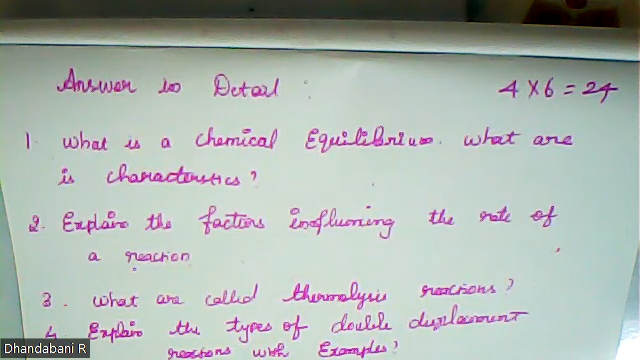 Answer in Detail :
4 X 6 = 24
1. What is a chemical Equilibrium. What are
is characteristics?
2. Explain the factors influening the rate of
a reaction
3. What are called thermolysis reactions?
4. Explain the types of double displacement
reactions with Examples?
Dhandabani R